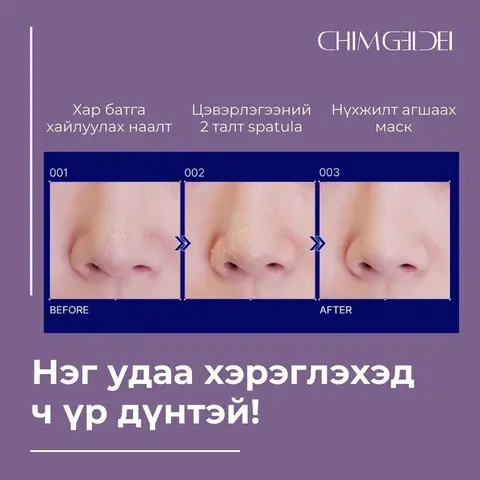 CHIMGEIDEI
Хар батга
хайлуулах наалт
Цэвэрлэгээний
2 талт spatula
Нүхжилт агшаах
маск
001
002
003
BEFORE
AFTER
Нэг удаа хэрэглэхэд
ч үр дүнтэй!